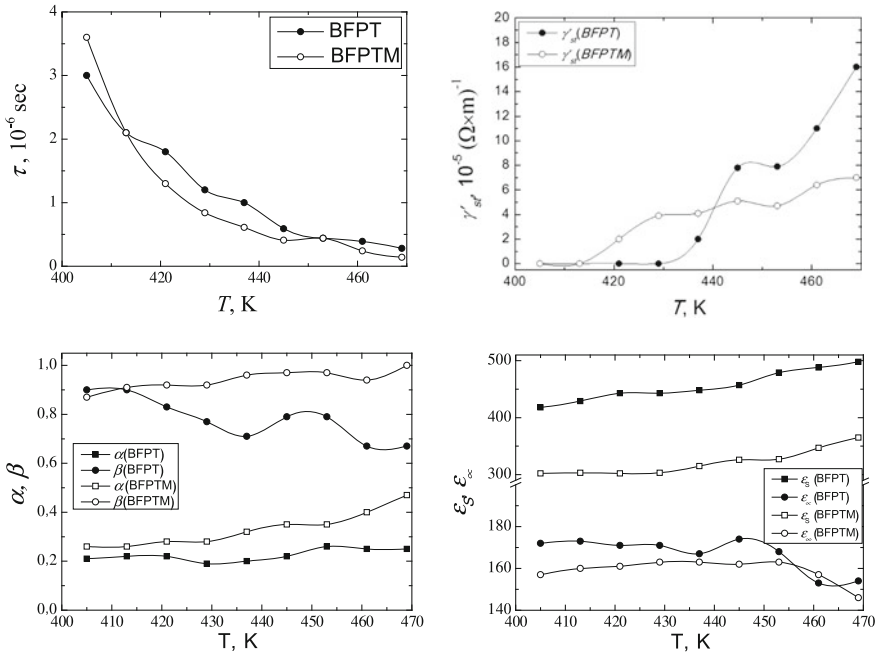 BFPT
BFPTM
4
3
2
1
0
τ, 10⁻⁶ sec
400 420 440 460
T, K
γ'ₛₜ(BFPT)
γ'ₛₜ(BFPTM)
20
18
16
14
12
10
8
6
4
2
0
γ'ₛₜ, 10⁻⁵ (Ω×m)⁻¹
400 420 440 460
T, K
1.0
0.8
0.6
0.4
0.2
0.0
α, β
α(BFPT)
β(BFPT)
α(BFPTM)
β(BFPTM)
400 410 420 430 440 450 460 470
T, K
500
400
300
180
160
140
εS, ε∞
εS (BFPT)
ε∞ (BFPT)
εS (BFPTM)
ε∞ (BFPTM)
400 410 420 430 440 450 460 470
T, K